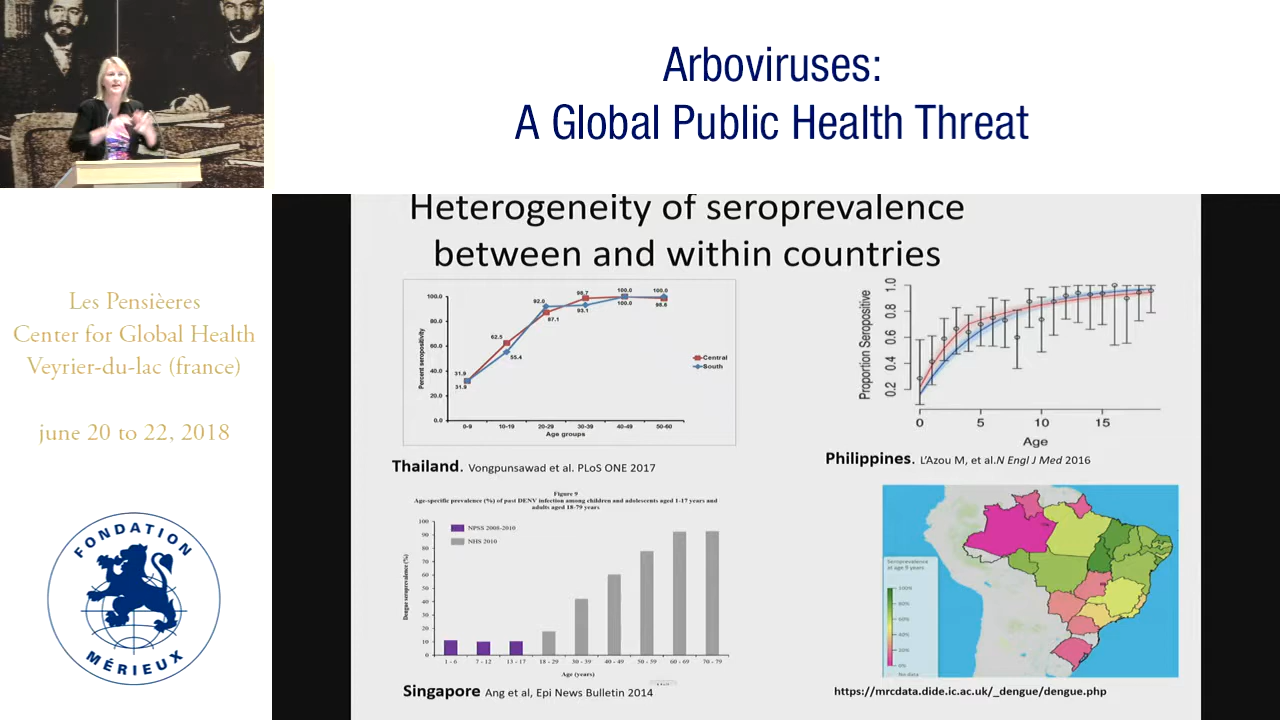 Arboviruses:
A Global Public Health Threat
Les Pensièeres
Center for Global Health
Veyrier-du-lac (france)
june 20 to 22, 2018
FONDATION
MÉRIEUX
Heterogeneity of seroprevalence
between and within countries
Percent seropositivity
100.0
80.0
60.0
40.0
20.0
0.0
31.9
31.9
62.5
55.4
92.0
87.1
98.7
93.1
100.0
100.0
100.0
98.6
Central
South
0-9 10-19 20-29 30-39 40-49 50-60
Age groups
Thailand. Vongpunsawad et al. PLoS ONE 2017
Proportion Seropositive
1.0
0.8
0.6
0.4
0.2
0 5 10 15
Age
Philippines. L'Azou M, et al.N Engl J Med 2016
Figure 9
Age-specific prevalence (%) of past DENV infection among children and adolescents aged 1-17 years and
adults aged 18-79 years
Dengue seroprevalence (%)
100
90
80
70
60
50
40
30
20
10
0
NPSS 2008-2010
NHS 2010
1 - 6 7 - 12 13 - 17 18 - 29 30 - 39 40 - 49 50 - 59 60 - 69 70 - 79
Age (years)
Singapore Ang et al, Epi News Bulletin 2014
Seroprevalence
at age 9 years
100%
80%
60%
40%
20%
0%
No data
https://mrcdata.dide.ic.ac.uk/_dengue/dengue.php